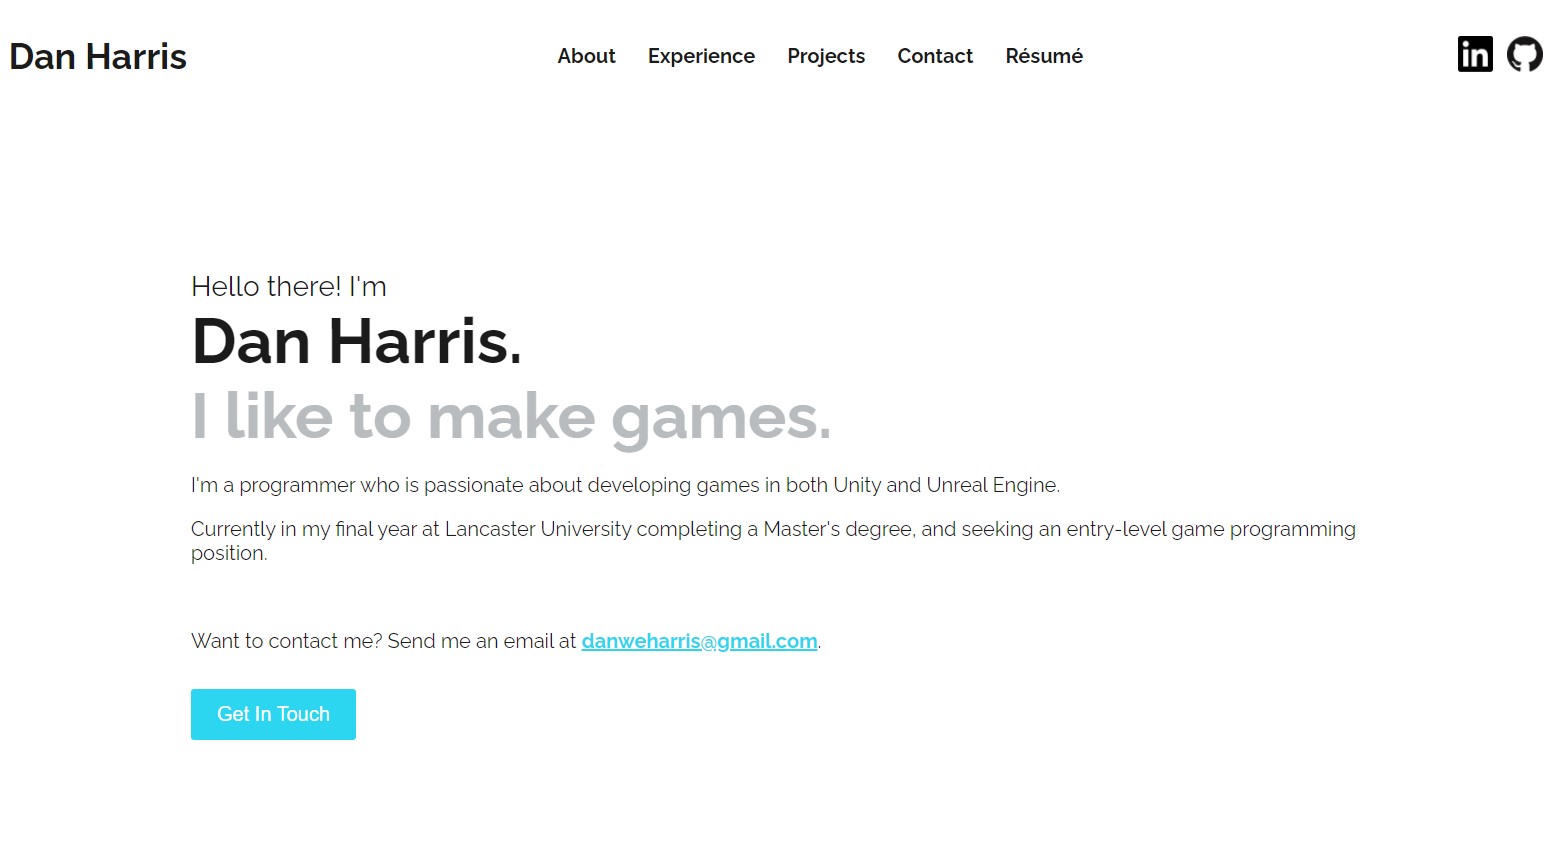 Dan Harris
About Experience Projects Contact Résumé
in
Hello there! I'm
Dan Harris.
I like to make games.
I'm a programmer who is passionate about developing games in both Unity and Unreal Engine.
Currently in my final year at Lancaster University completing a Master's degree, and seeking an entry-level game programming
position.
Want to contact me? Send me an email at danweharris@gmail.com.
Get In Touch